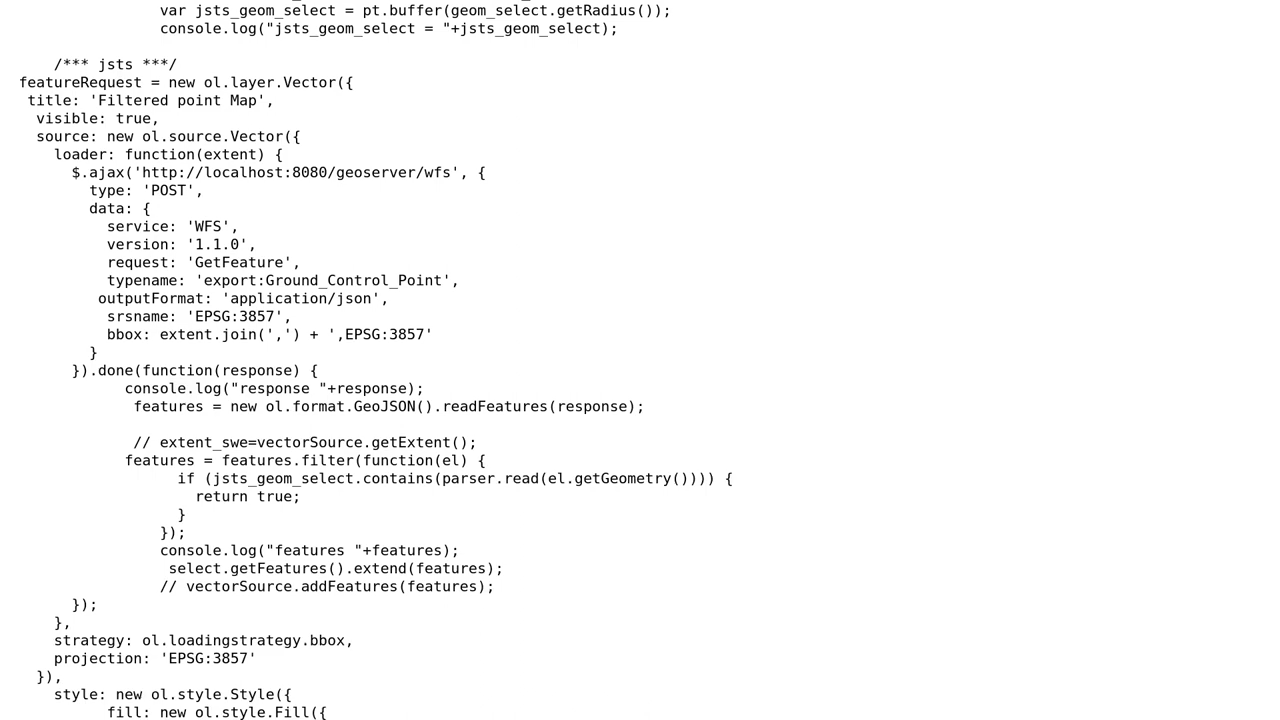 var jsts_geom_select = pt.buffer(geom_select.getRadius());
console.log("jsts_geom_select = "+jsts_geom_select);
/*** jsts ***/
featureRequest = new ol.layer.Vector({
title: 'Filtered point Map',
visible: true,
source: new ol.source.Vector({
loader: function(extent) {
$.ajax('http://localhost:8080/geoserver/wfs', {
type: 'POST',
data: {
service: 'WFS',
version: '1.1.0',
request: 'GetFeature',
typename: 'export:Ground_Control_Point',
outputFormat: 'application/json',
srsname: 'EPSG:3857',
bbox: extent.join(',') + ',EPSG:3857'
}
}).done(function(response) {
console.log("response "+response);
features = new ol.format.GeoJSON().readFeatures(response);
// extent_swe=vectorSource.getExtent();
features = features.filter(function(el) {
if (jsts_geom_select.contains(parser.read(el.getGeometry()))) {
return true;
}
});
console.log("features "+features);
select.getFeatures().extend(features);
// vectorSource.addFeatures(features);
});
},
strategy: ol.loadingstrategy.bbox,
projection: 'EPSG:3857'
}),
style: new ol.style.Style({
fill: new ol.style.Fill({